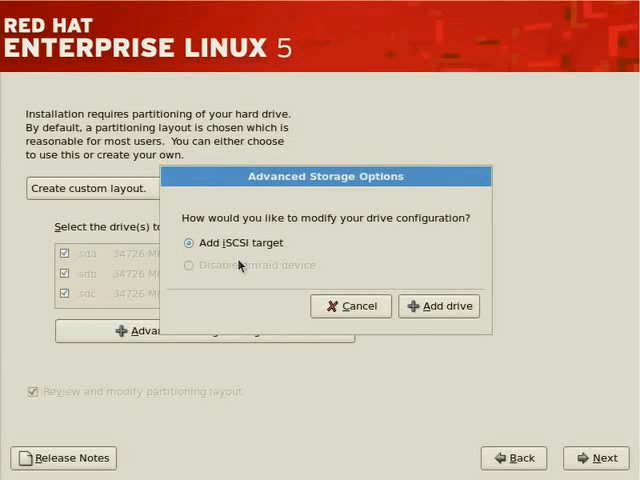 RED HAT
ENTERPRISE LINUX 5
Installation requires partitioning of your hard drive.
By default, a partitioning layout is chosen which is
reasonable for most users. You can either choose
to use this or create your own.
Advanced Storage Options
Create custom layout.
How would you like to modify your drive configuration?
Select the drive(s) to
Add iSCSI target
sda 34726
Disable dmraid device
sdb 34726
sdc 34726
Cancel
Add drive
Review and modify partitioning layout
Release Notes
Back
Next